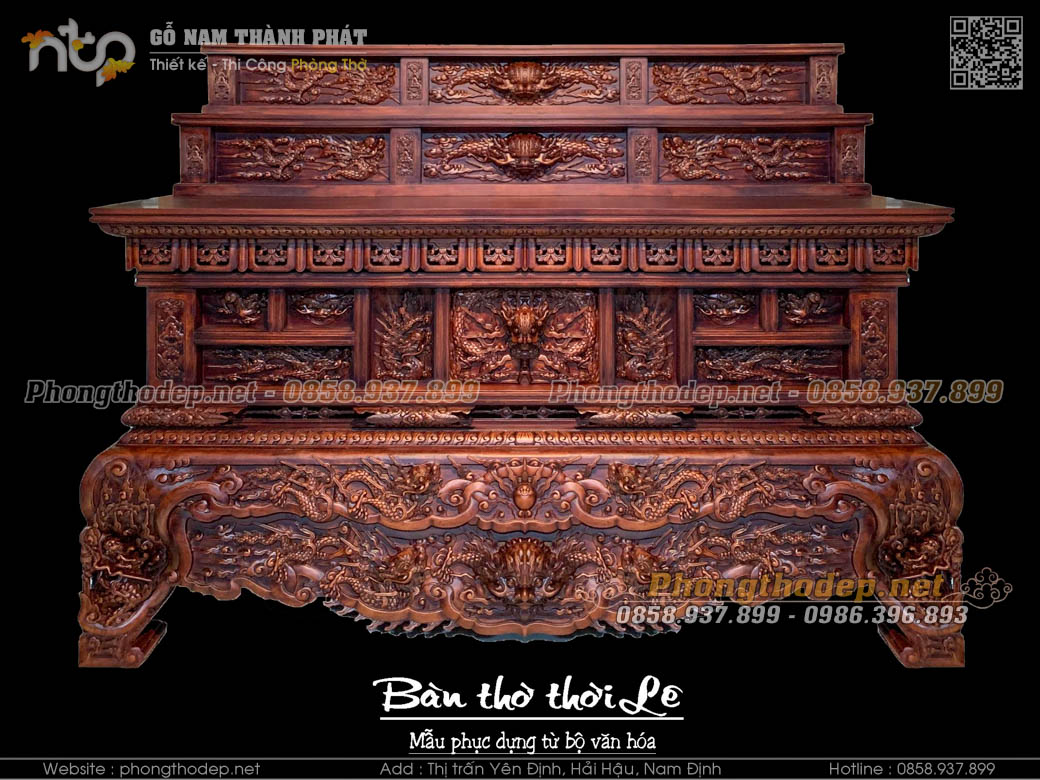 ntp
GỖ NAM THÀNH PHÁT
Thiết kế - Thi Công Phòng Thờ
Phongthodep.net - 0858.937.899
Phongthodep.net - 0858.937.899
Phongthodep.net
0858.937.899 - 0986.396.893
Bàn thờ thời Lê
Mẫu phục dựng từ bộ văn hóa
Website : phongthodep.net
Add : Thị trấn Yên Định, Hải Hậu, Nam Định
Hotline : 0858.937.899